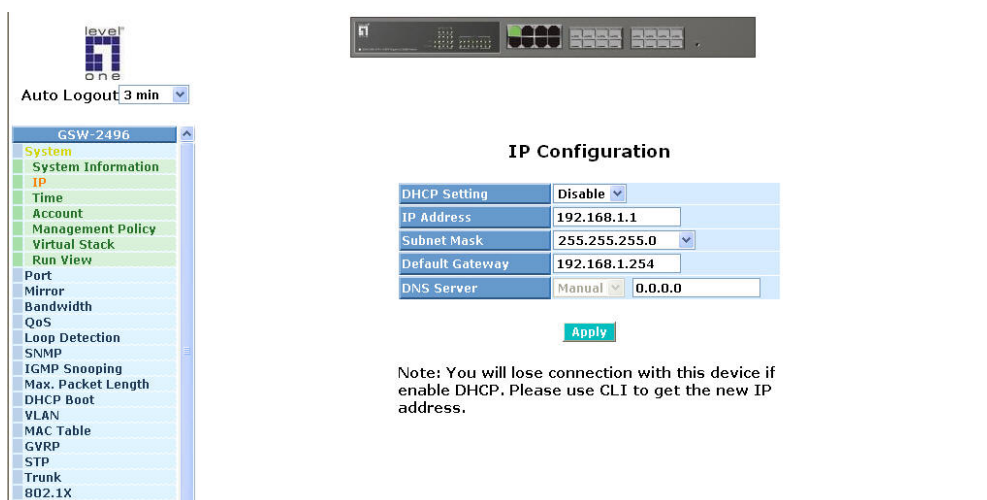 level
one
Auto Logout 3 min
GSW-2496
System
System Information
IP
Time
Account
Management Policy
Virtual Stack
Run View
Port
Mirror
Bandwidth
QoS
Loop Detection
SNMP
IGMP Snooping
Max. Packet Length
DHCP Boot
VLAN
MAC Table
GVRP
STP
Trunk
802.1X
IP Configuration
DHCP Setting Disable
IP Address 192.168.1.1
Subnet Mask 255.255.255.0
Default Gateway 192.168.1.254
DNS Server Manual 0.0.0.0
Apply
Note: You will lose connection with this device if
enable DHCP. Please use CLI to get the new IP
address.